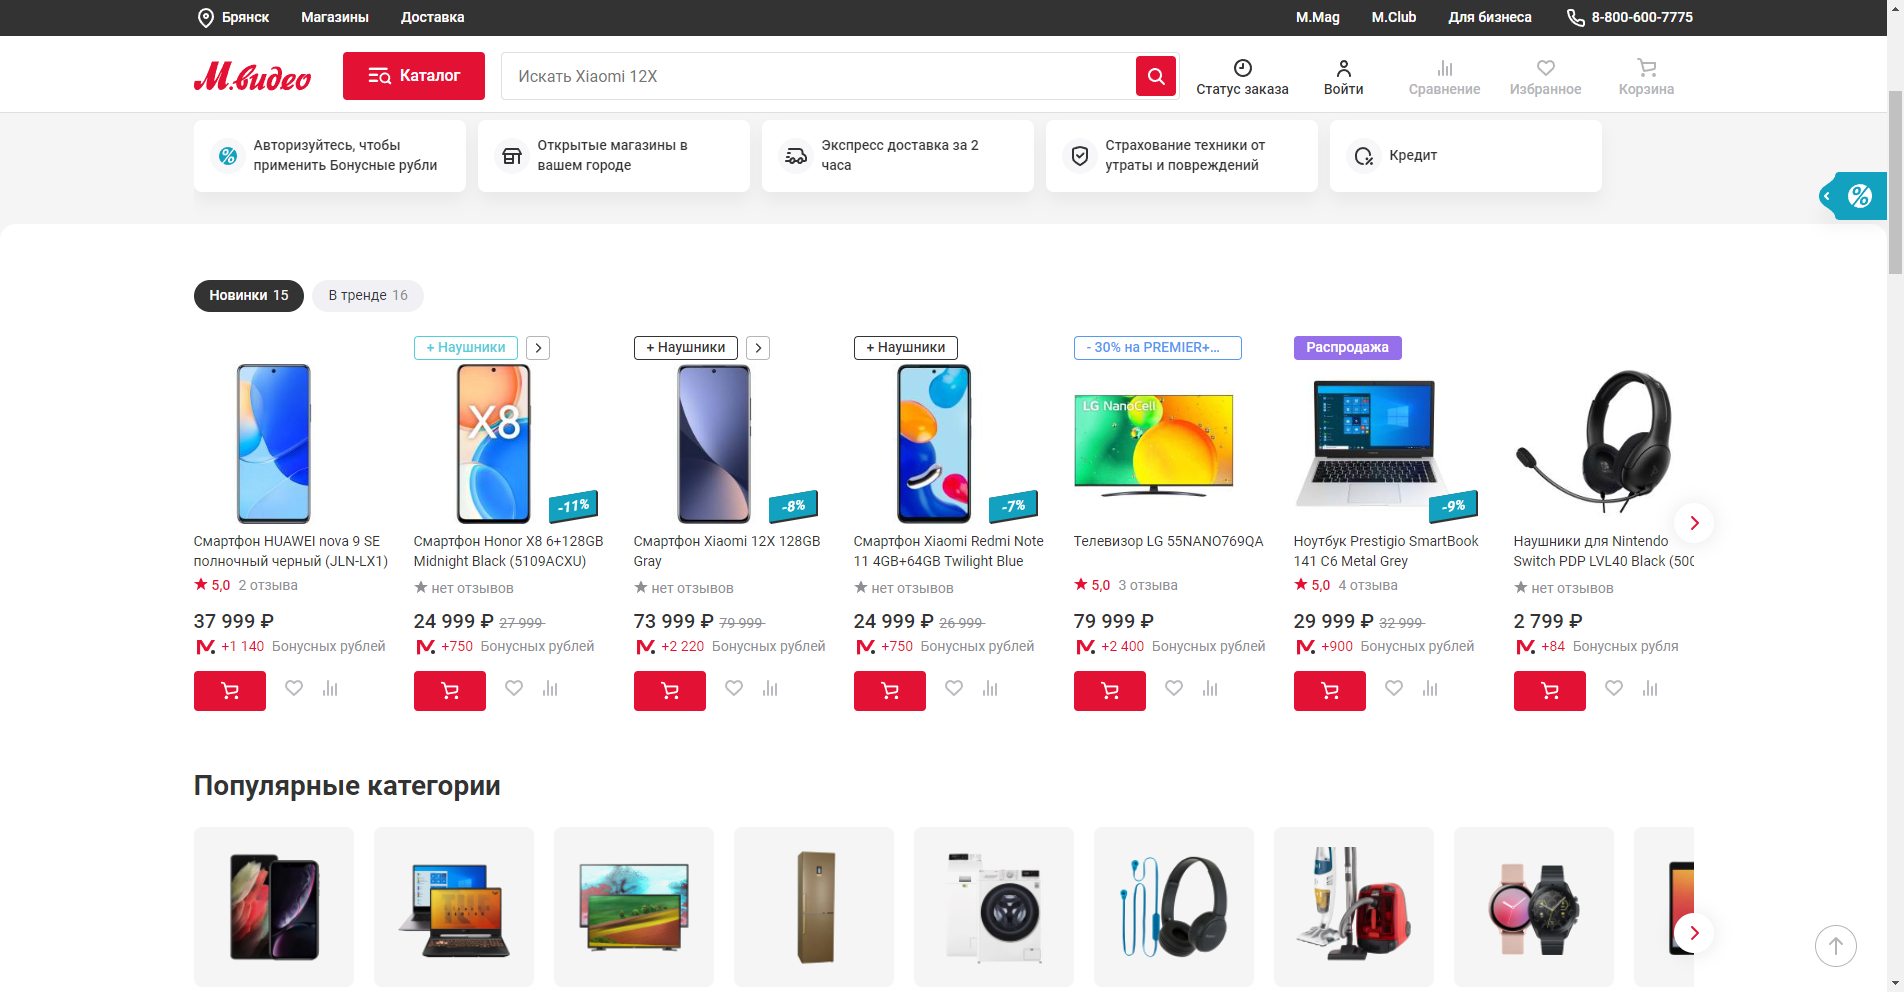 Брянск Магазины Доставка M.Mag M.Club Для бизнеса 8-800-600-7775
М.видео Каталог Искать Xiaomi 12X Статус заказа Войти Сравнение Избранное Корзина
Авторизуйтесь, чтобы
применить Бонусные рубли
Открытые магазины в
вашем городе
Экспресс доставка за 2
часа
Страхование техники от
утраты и повреждений
Кредит
Новинки 15 В тренде 16
Смартфон HUAWEI nova 9 SE
полночный черный (JLN-LX1)
5,0 2 отзыва
37 999 ₽
+1 140 Бонусных рублей
+ Наушники
X8
-11%
Смартфон Honor X8 6+128GB
Midnight Black (5109ACXU)
нет отзывов
24 999 ₽ 27 999
+750 Бонусных рублей
+ Наушники
-8%
Смартфон Xiaomi 12X 128GB
Gray
нет отзывов
73 999 ₽ 79 999
+2 220 Бонусных рублей
+ Наушники
-7%
Смартфон Xiaomi Redmi Note
11 4GB+64GB Twilight Blue
нет отзывов
24 999 ₽ 26 999
+750 Бонусных рублей
- 30% на PREMIER+...
LG NanoCell
Телевизор LG 55NANO769QA
5,0 3 отзыва
79 999 ₽
+2 400 Бонусных рублей
Распродажа
-9%
Ноутбук Prestigio SmartBook
141 C6 Metal Grey
5,0 4 отзыва
29 999 ₽ 32 999
+900 Бонусных рублей
Наушники для Nintendo
Switch PDP LVL40 Black (500
нет отзывов
2 799 ₽
+84 Бонусных рубля
Популярные категории